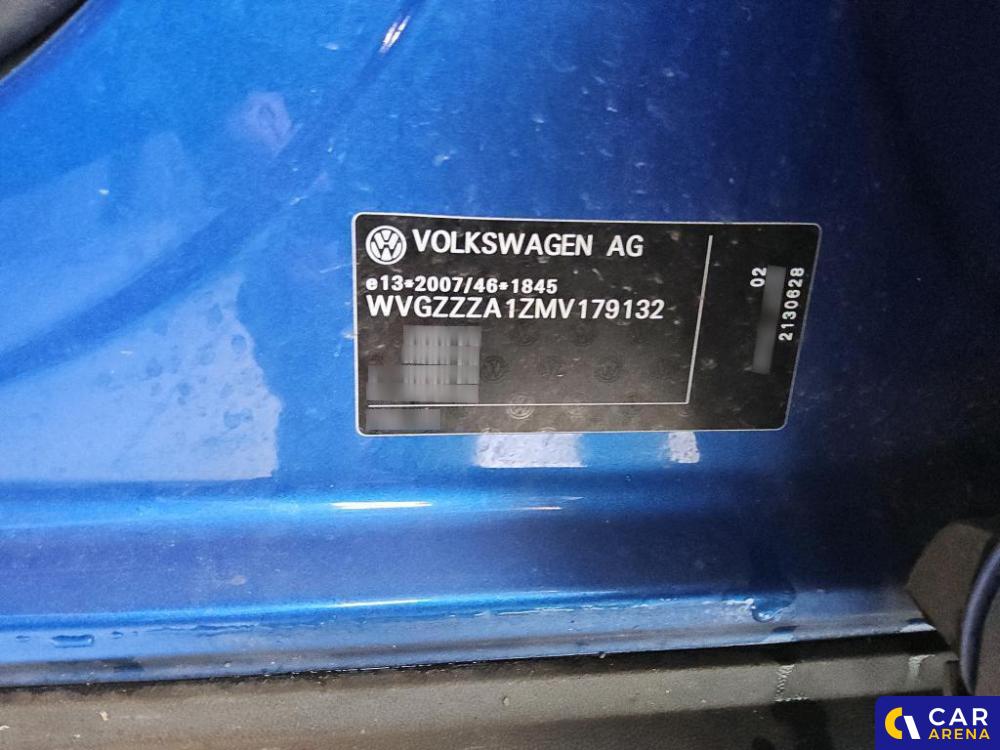 VOLKSWAGEN AG
e13*2007/46*1845
WVGZZZA1ZMV179132
02
2130628
CAR
ARENA